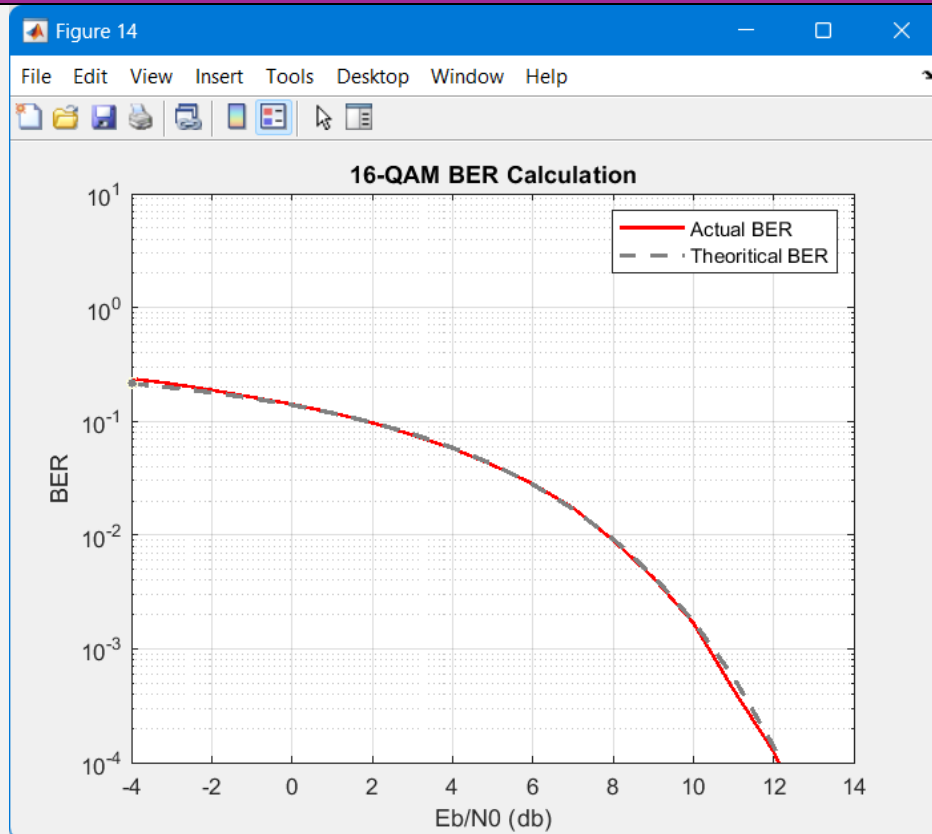 Figure 14
File Edit View Insert Tools Desktop Window Help
16-QAM BER Calculation
Actual BER
Theoritical BER
10^1
10^0
10^-1
10^-2
10^-3
10^-4
BER
-4 -2 0 2 4 6 8 10 12 14
Eb/N0 (db)